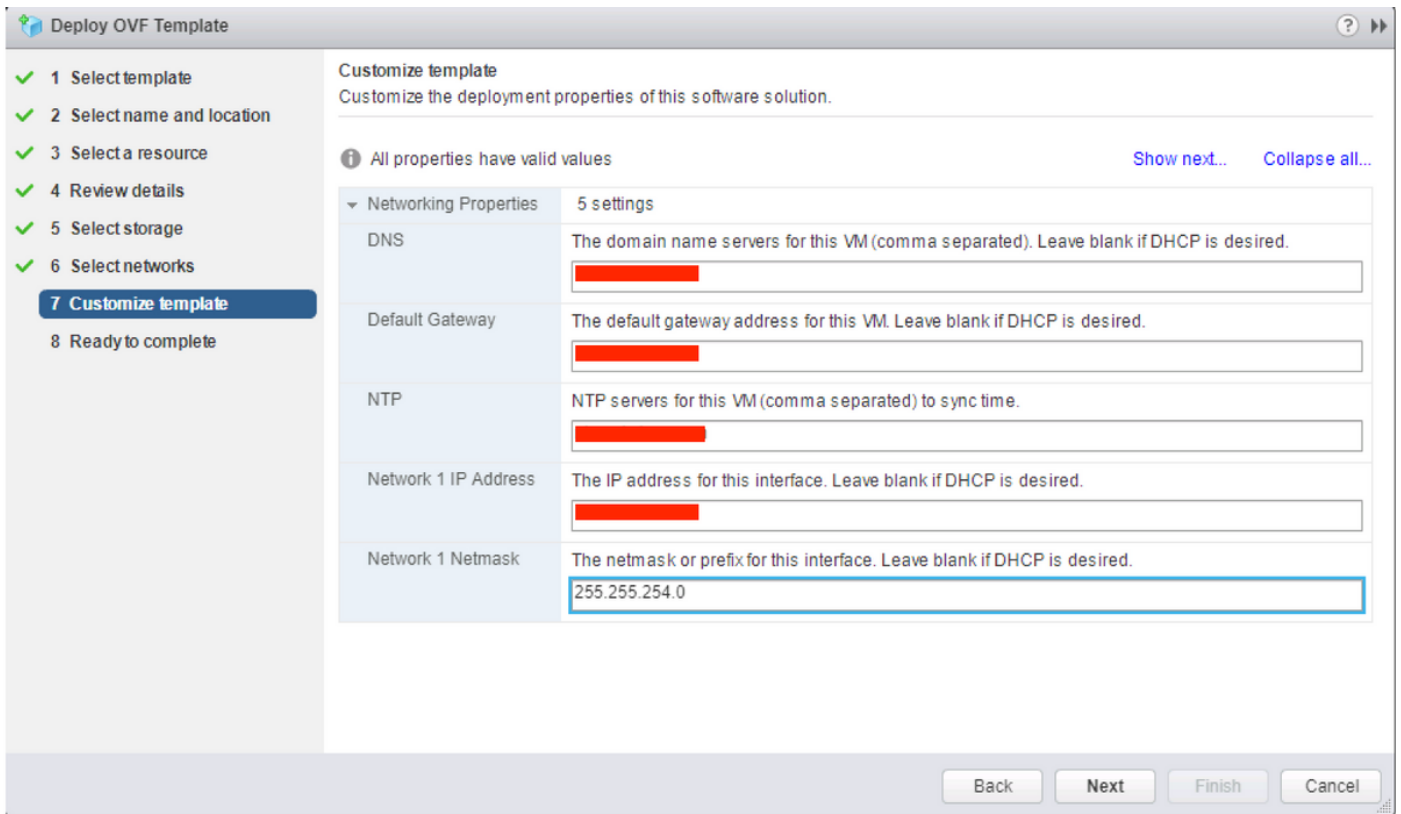 Deploy OVF Template
1 Select template
2 Select name and location
3 Select a resource
4 Review details
5 Select storage
6 Select networks
7 Customize template
8 Ready to complete
Customize template
Customize the deployment properties of this software solution.
All properties have valid values Show next... Collapse all...
Networking Properties 5 settings
DNS The domain name servers for this VM (comma separated). Leave blank if DHCP is desired.
Default Gateway The default gateway address for this VM. Leave blank if DHCP is desired.
NTP NTP servers for this VM (comma separated) to sync time.
Network 1 IP Address The IP address for this interface. Leave blank if DHCP is desired.
Network 1 Netmask The netmask or prefix for this interface. Leave blank if DHCP is desired.
255.255.254.0
Back Next Finish Cancel